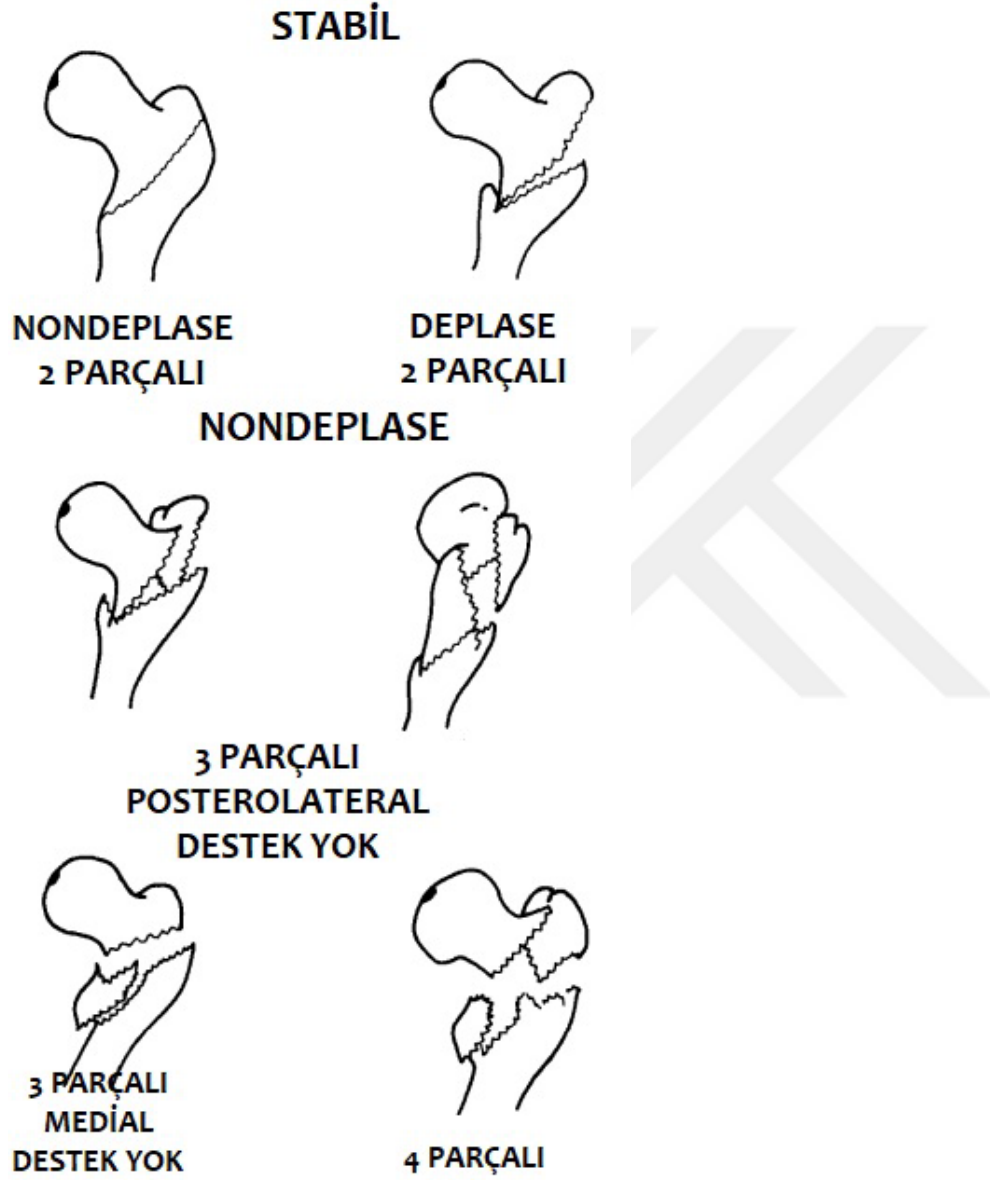 STABİL
NONDEPLASE
2 PARÇALI
DEPLASE
2 PARÇALI
NONDEPLASE
3 PARÇALI
POSTEROLATERAL
DESTEK YOK
3 PARÇALI
MEDİAL
DESTEK YOK
4 PARÇALI